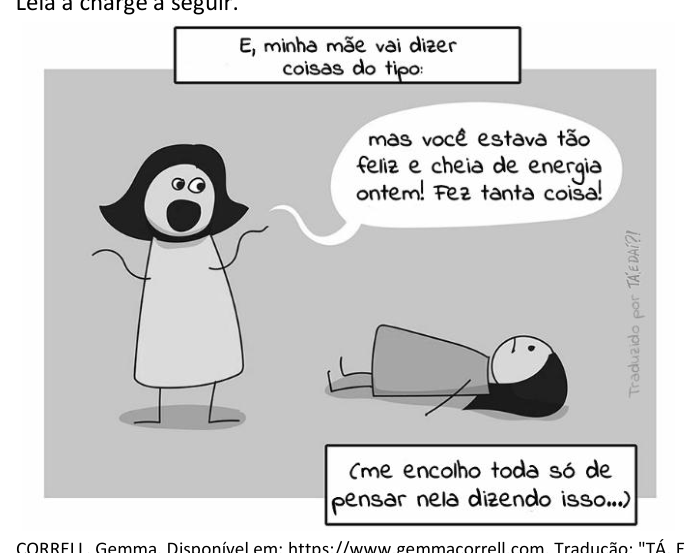 Leia a charge a seguir.
E, minha mãe vai dizer
coisas do tipo:
mas você estava tão
feliz e cheia de energia
ontem! Fez tanta coisa!
Traduzido por TÁ, E DAÍ?!
(me encolho toda só de
pensar nela dizendo isso...)
CORRELL, Gemma. Disponível em: https://www.gemmacorrell.com. Tradução: "TÁ, E